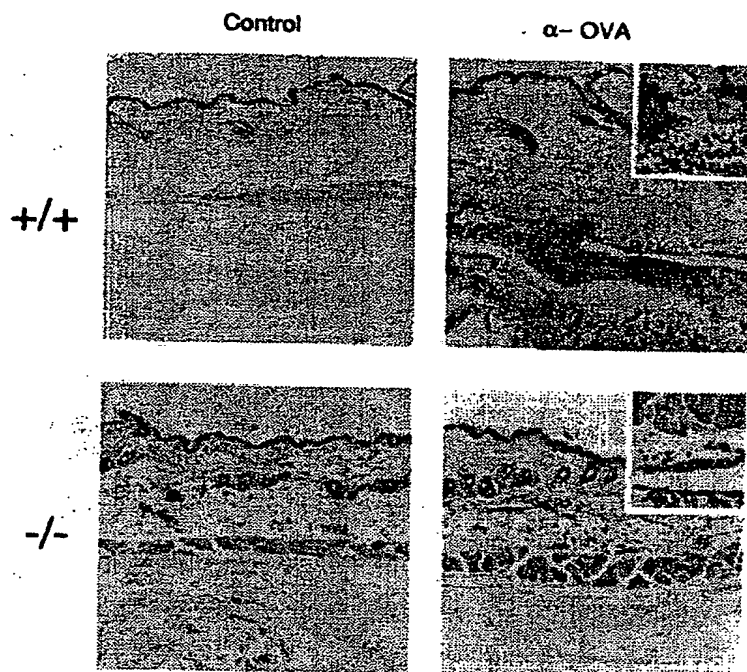 Control
α– OVA
+/+
-/-